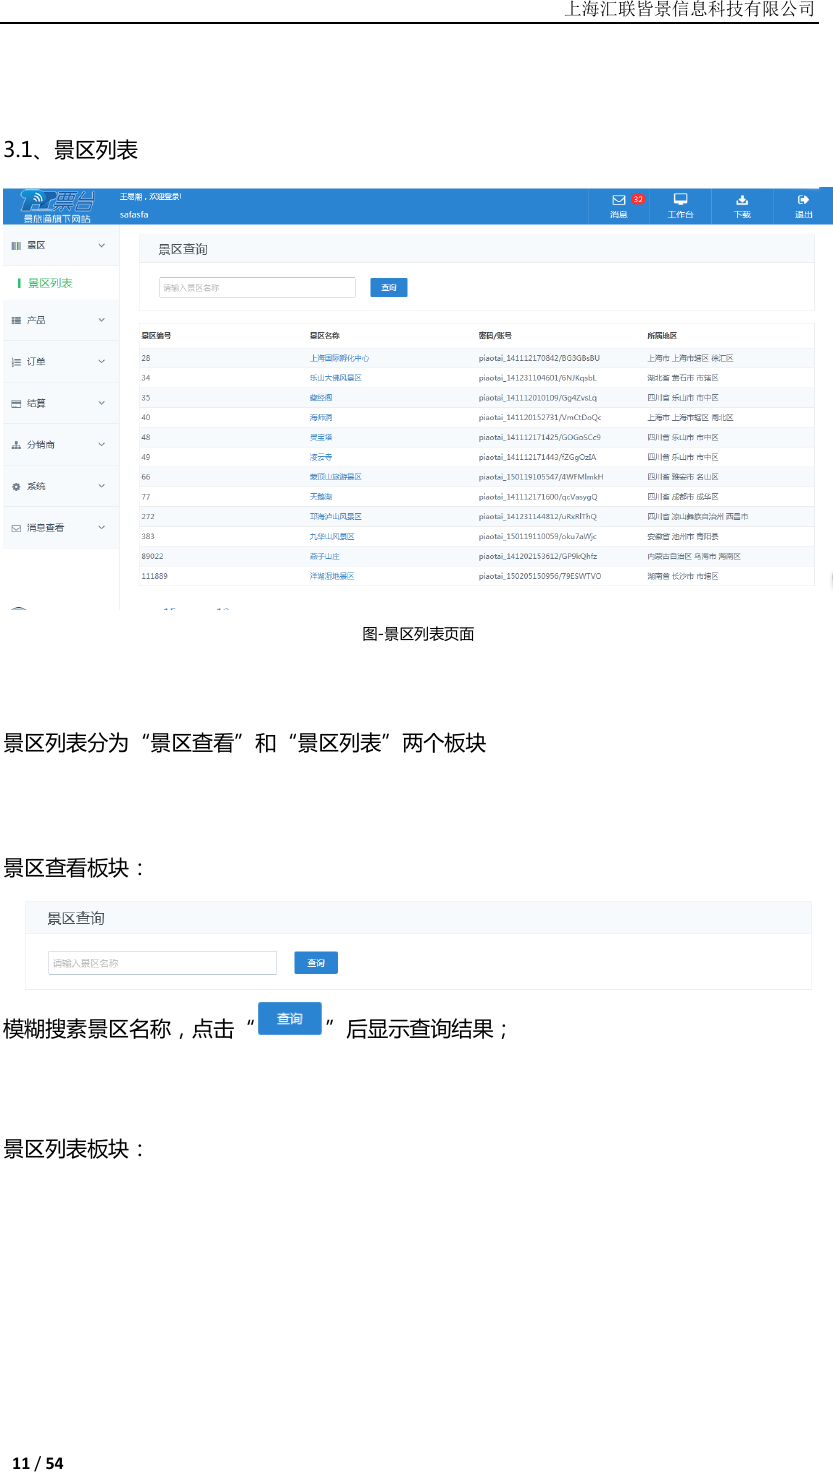 上海汇联皆景信息科技有限公司
3.1、景区列表
票台
景旅通旗下网站
欢迎登录!
safasfa
32
消息
工作台
下载
退出
景区
景区列表
产品
订单
结算
分销商
系统
消息查看
景区查询
请输入景区名称
查询
景区编号 景区名称 密码/账号 所属地区
28 上海国际孵化中心 piaotai_141112170842/BG3GBsBU 上海市 上海市辖区 徐汇区
34 乐山大佛风景区 piaotai_141231104601/6NJKqsbL 湖北省 黄石市 市辖区
35 piaotai_141112010109/Gg4ZvsLq 四川省 乐山市 市中区
40 海师洞 piaotai_141120152731/VmCtDoQc 上海市 上海市辖区 闸北区
48 灵宝塔 piaotai_141112171425/GOGoSCc9 四川省 乐山市 市中区
49 凌云寺 piaotai_141112171443/fZGgOzIA 四川省 乐山市 市中区
66 蒙顶山旅游景区 piaotai_150119105547/4WFMlmkH 四川省 雅安市 名山区
77 天鹅湖 piaotai_141112171600/qcVasygQ 四川省 成都市 成华区
272 邛海泸山风景区 piaotai_141231144812/uRxRlThQ 四川省 凉山彝族自治州 西昌市
383 九华山风景区 piaotai_150119110059/oku7aWjc 安徽省 池州市 青阳县
89022 燕子山庄 piaotai_141202153612/GP9kQhfz 内蒙古自治区 乌海市 海南区
111889 洋湖湿地景区 piaotai_150205150956/79ESWTVO 湖南省 长沙市 市辖区
图-景区列表页面
景区列表分为“景区查看”和“景区列表”两个板块
景区查看板块：
景区查询
请输入景区名称
查询
模糊搜素景区名称，点击“查询”后显示查询结果；
景区列表板块：
11 / 54